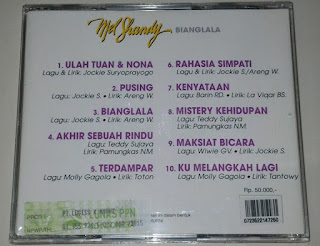 Mel Shandy BIANGLALA
1. ULAH TUAN & NONA
Lagu & Lirik: Jockie Suryoprayogo
2. PUSING
Lagu: Jockie S. • Lirik: Areng W.
3. BIANGLALA
Lagu: Jockie S. • Lirik: Areng W.
4. AKHIR SEBUAH RINDU
Lagu: Teddy Sujaya
Lirik: Pamungkas N.M.
5. TERDAMPAR
Lagu: Molly Gagola • Lirik: Toton
6. RAHASIA SIMPATI
Lagu & Lirik: Jockie S./Areng W.
7. KENYATAAN
Lagu: Barin RD. • Lirik: La Viqar BS.
8. MISTERY KEHIDUPAN
Lagu: Teddy Sujaya
Lirik: Pamungkas N.M.
9. MAKSIAT BICARA
Lagu: Wiwie GV. • Lirik: Jockie S.
10. KU MELANGKAH LAGI
Lagu: Molly Gagola • Lirik: Tantowy
Rp. 50.000,-
PPN